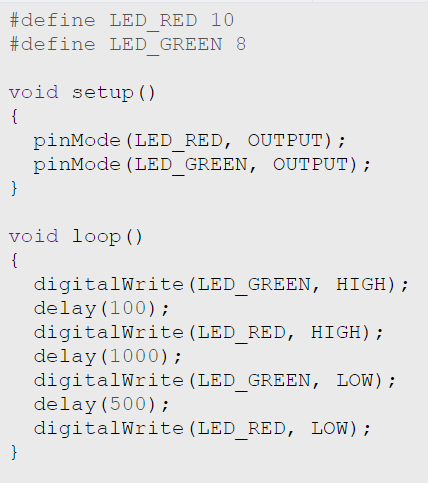 #define LED_RED 10
#define LED_GREEN 8

void setup()
{
  pinMode(LED_RED, OUTPUT);
  pinMode(LED_GREEN, OUTPUT);
}

void loop()
{
  digitalWrite(LED_GREEN, HIGH);
  delay(100);
  digitalWrite(LED_RED, HIGH);
  delay(1000);
  digitalWrite(LED_GREEN, LOW);
  delay(500);
  digitalWrite(LED_RED, LOW);
}